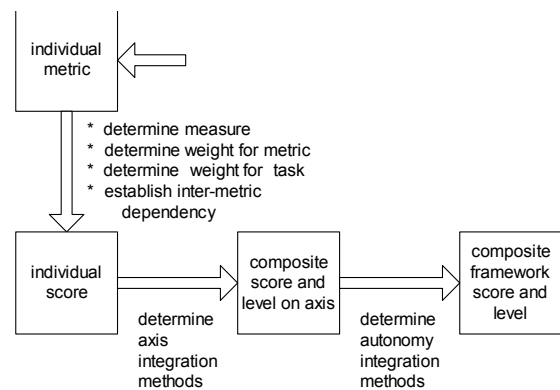 individual
metric
* determine measure
* determine weight for metric
* determine weight for task
* establish inter-metric
dependency
individual
score
composite
score and
level on axis
composite
framework
score and
level
determine
axis
integration
methods
determine
autonomy
integration
methods